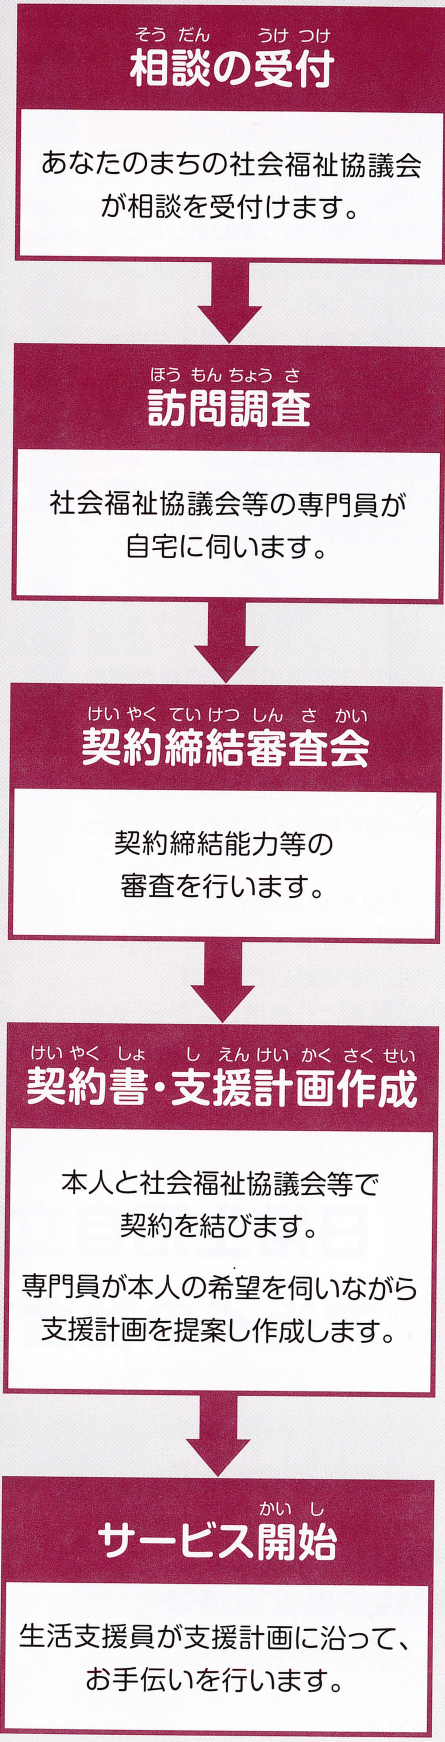 そう だん うけ つけ
相談の受付
あなたのまちの社会福祉協議会
が相談を受付けます。
ほう もん ちょう さ
訪問調査
社会福祉協議会等の専門員が
自宅に伺います。
けい やく てい けつ しん さ かい
契約締結審査会
契約締結能力等の
審査を行います。
けい やく しょ し えん けい かく さく せい
契約書・支援計画作成
本人と社会福祉協議会等で
契約を結びます。
専門員が本人の希望を伺いながら
支援計画を提案し作成します。
かい し
サービス開始
生活支援員が支援計画に沿って、
お手伝いを行います。